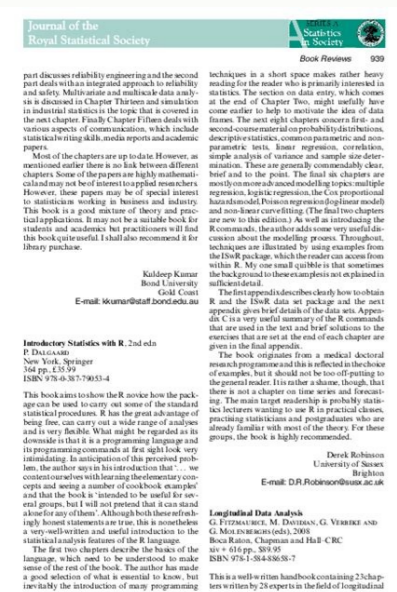 Journal of the
Royal Statistical Society
SERIES A
Statistics
in Society
Book Reviews 939
part discusses reliability engineering and the second
part deals with an integrated approach to reliability
and safety. Multivariate and multiscale data analy-
sis is discussed in Chapter Thirteen and simulation
in industrial statistics is the topic that is covered in
the next chapter. Finally Chapter Fifteen deals with
various aspects of communication, which include
statistical writing skills, media reports and academic
papers.
Most of the chapters are up to date. However, as
mentioned earlier there is no link between different
chapters. Some of the papers are highly mathemati-
cal and may not be of interest to applied researchers.
However, these papers may be of special interest
to statisticians working in business and industry.
This book is a good mixture of theory and prac-
tical applications. It may not be a suitable book for
students and academics but practitioners will find
this book quite useful. I shall also recommend it for
library purchase.
Kuldeep Kumar
Bond University
Gold Coast
E-mail: kkumar@staff.bond.edu.au
Introductory Statistics with R, 2nd edn
P. DALGAARD
New York, Springer
364 pp., £35.99
ISBN 978-0-387-79053-4
This book aims to show the R novice how the pack-
age can be used to carry out some of the standard
statistical procedures. R has the great advantage of
being free, can carry out a wide range of analyses
and is very flexible. What might be regarded as its
downside is that it is a programming language and
its programming commands at first sight look very
intimidating. In anticipation of this perceived prob-
lem, the author says in his introduction that '. . . we
content ourselves with learning the elementary con-
cepts and seeing a number of cookbook examples'
and that the book is 'intended to be useful for sev-
eral groups, but I will not pretend that it can stand
alone for any of them'. Although both these refresh-
ingly honest statements are true, this is nonetheless
a very-well-written and useful introduction to the
statistical analysis features of the R language.
The first two chapters describe the basics of the
language, which need to be understood to make
sense of the rest of the book. The author has made
a good selection of what is essential to know, but
inevitably the introduction of many programming
techniques in a short space makes rather heavy
reading for the reader who is primarily interested in
statistics. The section on data entry, which comes
at the end of Chapter Two, might usefully have
come earlier to help to motivate the idea of data
frames. The next eight chapters concern first- and
second-course material on probability distributions,
descriptive statistics, common parametric and non-
parametric tests, linear regression, correlation,
simple analysis of variance and sample size deter-
mination. These are generally commendably clear,
brief and to the point. The final six chapters are
mostly on more advanced modelling topics: multiple
regression, logistic regression, the Cox proportional
hazards model, Poisson regression (log-linear model)
and non-linear curve fitting. (The final two chapters
are new to this edition.) As well as introducing the
R commands, the author adds some very useful dis-
cussion about the modelling process. Throughout,
techniques are illustrated by using examples from
the ISwR package, which the reader can access from
within R. My one small quibble is that sometimes
the background to these examples is not explained in
sufficient detail.
The first appendix describes clearly how to obtain
R and the ISwR data set package and the next
appendix gives brief details of the data sets. Appen-
dix C is a very useful summary of the R commands
that are used in the text and brief solutions to the
exercises that are set at the end of each chapter are
given in the final appendix.
The book originates from a medical doctoral
research programme and this is reflected in the choice
of examples, but it should not be too off-putting to
the general reader. It is rather a shame, though, that
there is not a chapter on time series and forecast-
ing. The main target readership is probably statis-
tics lecturers wanting to use R in practical classes,
practising statisticians and postgraduates who are
already familiar with most of the theory. For these
groups, the book is highly recommended.
Derek Robinson
University of Sussex
Brighton
E-mail: D.R.Robinson@susx.ac.uk
Longitudinal Data Analysis
G. FITZMAURICE, M. DAVIDIAN, G. VERBEKE AND
G. MOLENBERGHS (eds), 2008
Boca Raton, Chapman and Hall–CRC
xiv + 616 pp., $89.95
ISBN 978-1-584-88658-7
This is a well-written handbook containing 23 chap-
ters written by 28 experts in the field of longitudinal